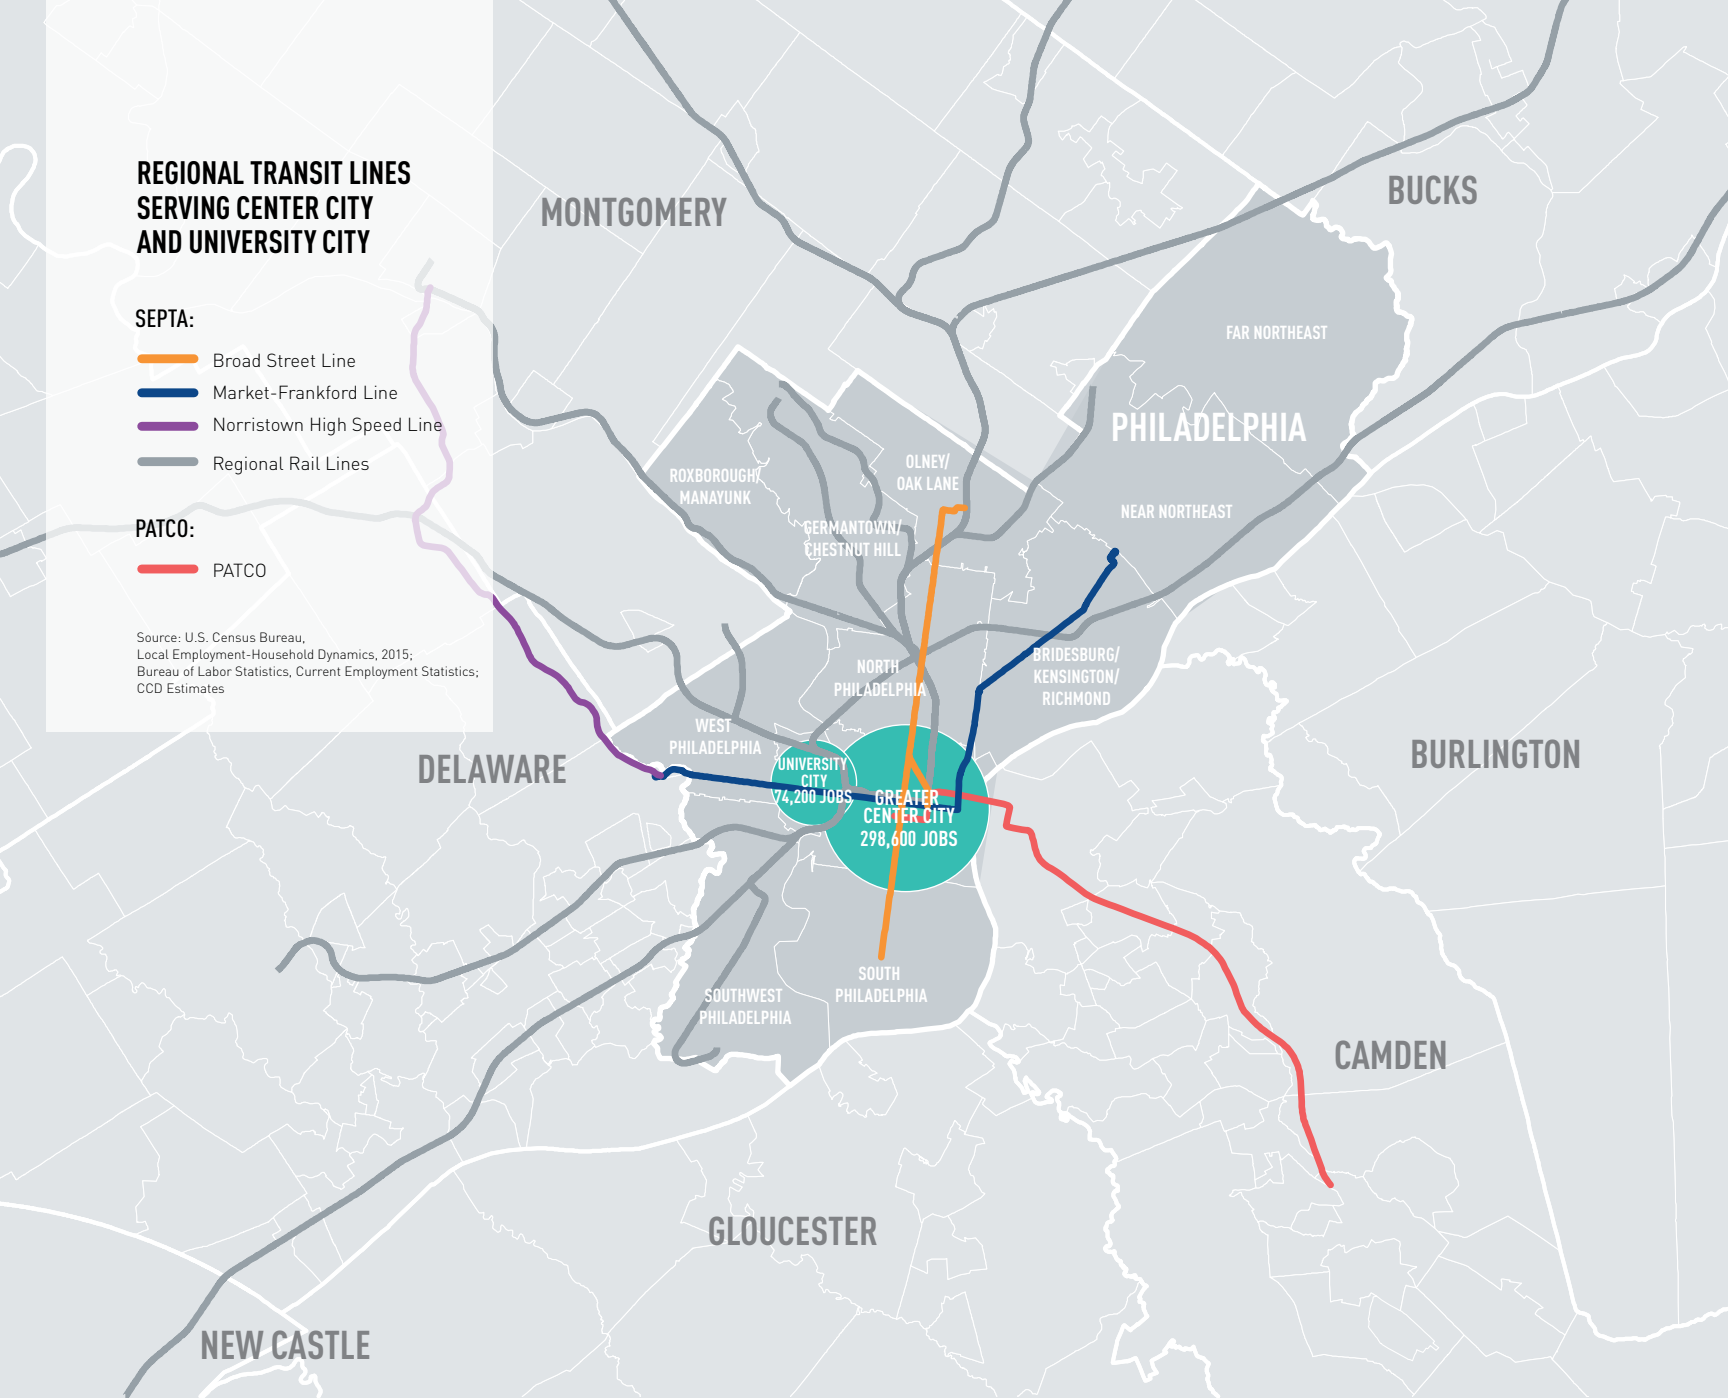 REGIONAL TRANSIT LINES
SERVING CENTER CITY
AND UNIVERSITY CITY
SEPTA:
Broad Street Line
Market-Frankford Line
Norristown High Speed Line
Regional Rail Lines
PATCO:
PATCO
Source: U.S. Census Bureau,
Local Employment-Household Dynamics, 2015;
Bureau of Labor Statistics, Current Employment Statistics;
CCD Estimates
MONTGOMERY
BUCKS
FAR NORTHEAST
PHILADELPHIA
ROXBOROUGH/
MANAYUNK
OLNEY/
OAK LANE
GERMANTOWN/
CHESTNUT HILL
NEAR NORTHEAST
NORTH
PHILADELPHIA
BRIDESBURG/
KENSINGTON/
RICHMOND
WEST
PHILADELPHIA
DELAWARE
UNIVERSITY
CITY
74,200 JOBS
GREATER
CENTER CITY
298,600 JOBS
BURLINGTON
SOUTH
PHILADELPHIA
SOUTHWEST
PHILADELPHIA
CAMDEN
GLOUCESTER
NEW CASTLE